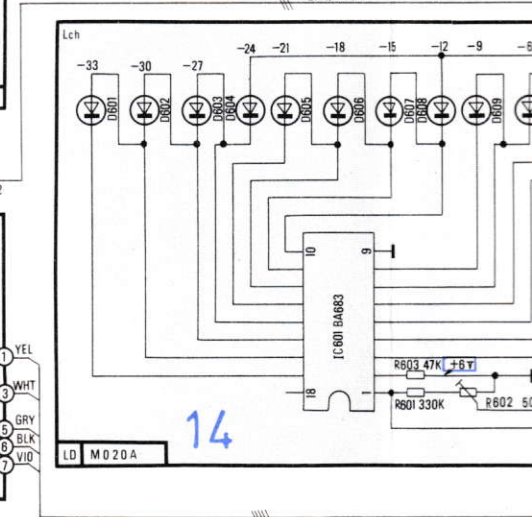 Lch
-33 -30 -27 -24 -21 -18 -15 -12 -9
D601 D602 D603 D604 D605 D606 D607 D608 D609
10 9
IC601 BA683
18 1
R603 47K +6▼
R601 330K R602
14
LD M020A
1 YEL
3 WHT
5 GRY
6 BLK
7 VIO